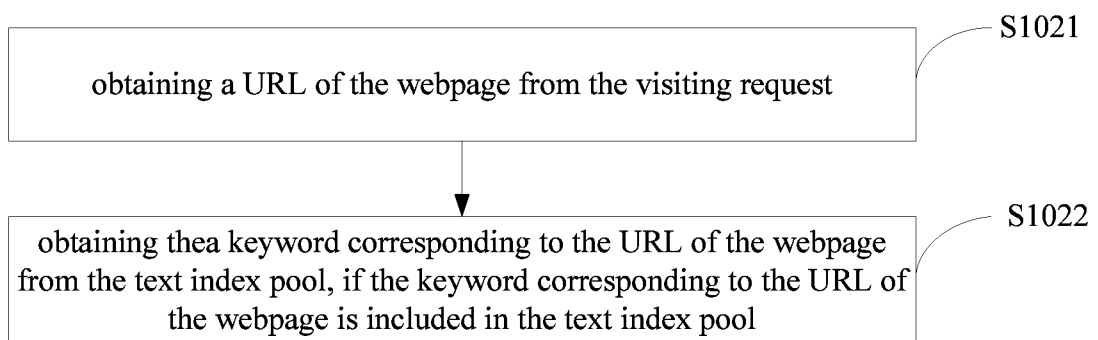 S1021
obtaining a URL of the webpage from the visiting request
S1022
obtaining thea keyword corresponding to the URL of the webpage
from the text index pool, if the keyword corresponding to the URL of
the webpage is included in the text index pool